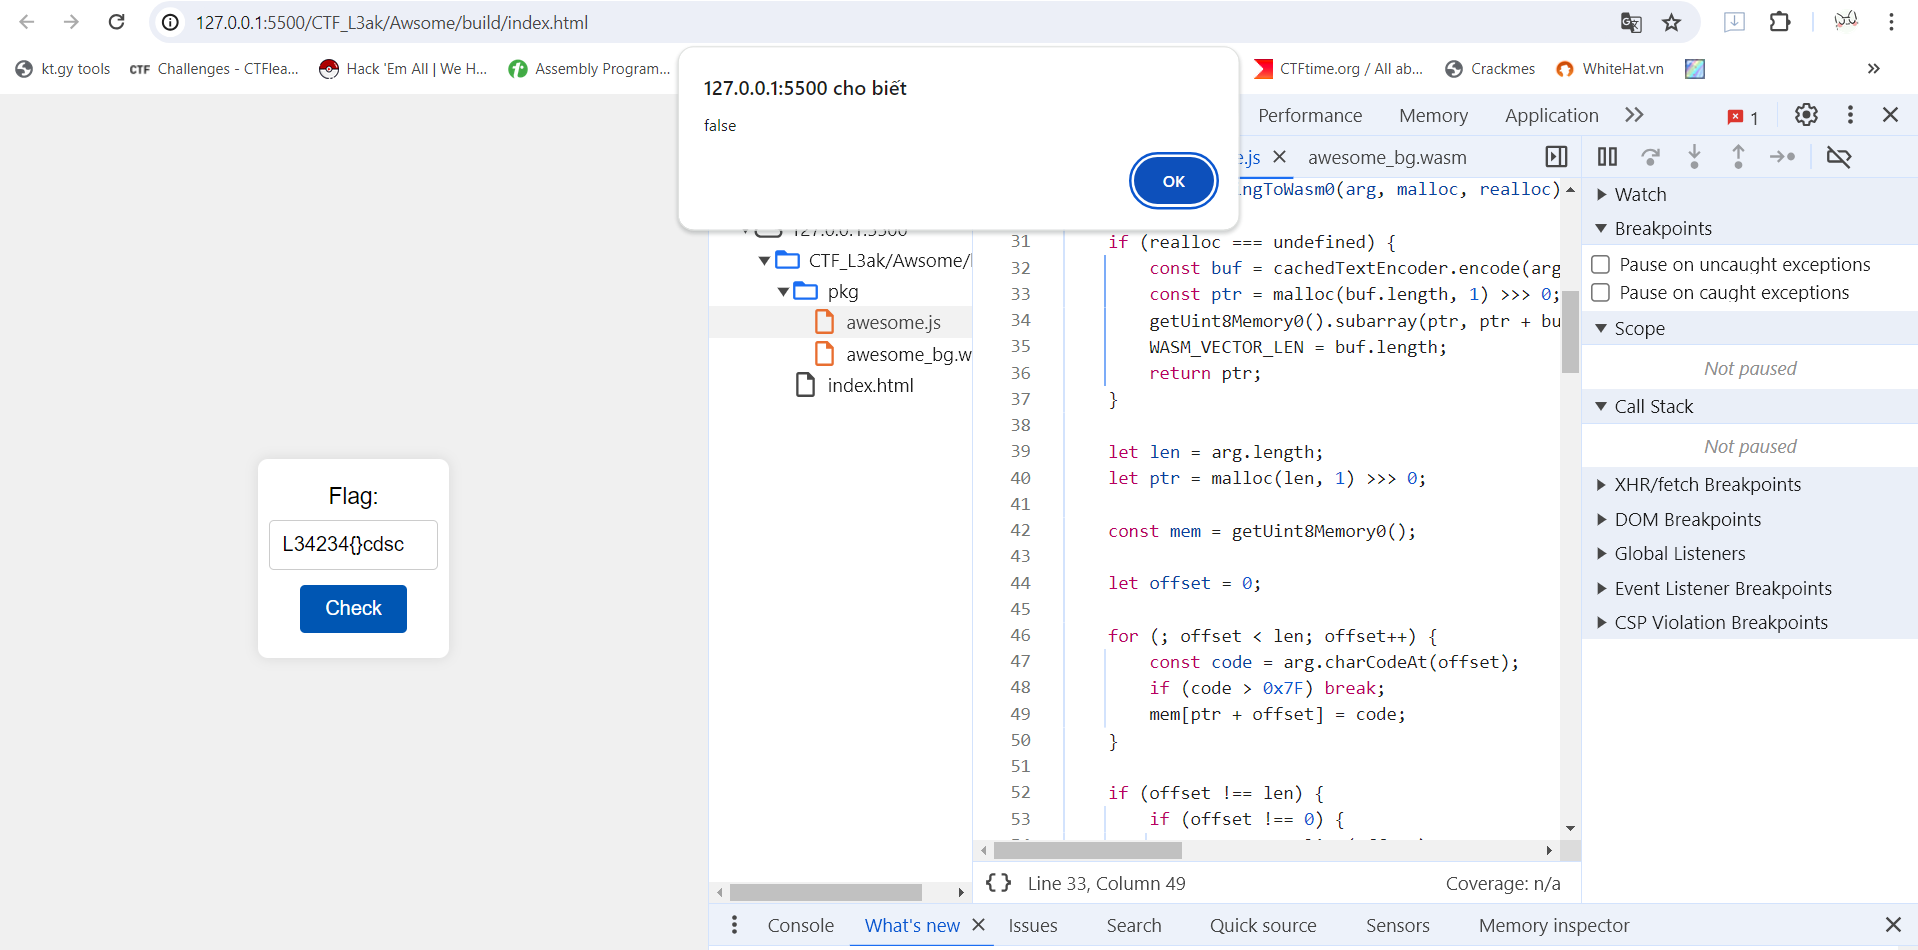 127.0.0.1:5500/CTF_L3ak/Awsome/build/index.html
kt.gy tools
CTF Challenges - CTFlea...
Hack 'Em All | We H...
Assembly Program...
CTFtime.org / All ab...
Crackmes
WhiteHat.vn
127.0.0.1:5500 cho biết
false
OK
Performance
Memory
Application
1
e.js
awesome_bg.wasm
127.0.0.1:5500
CTF_L3ak/Awsome/
pkg
awesome.js
awesome_bg.w
index.html
ngToWasm0(arg, malloc, realloc)
31 if (realloc === undefined) {
32 const buf = cachedTextEncoder.encode(arg
33 const ptr = malloc(buf.length, 1) >>> 0;
34 getUint8Memory0().subarray(ptr, ptr + bu
35 WASM_VECTOR_LEN = buf.length;
36 return ptr;
37 }
38
39 let len = arg.length;
40 let ptr = malloc(len, 1) >>> 0;
41
42 const mem = getUint8Memory0();
43
44 let offset = 0;
45
46 for (; offset < len; offset++) {
47 const code = arg.charCodeAt(offset);
48 if (code > 0x7F) break;
49 mem[ptr + offset] = code;
50 }
51
52 if (offset !== len) {
53 if (offset !== 0) {
{} Line 33, Column 49
Coverage: n/a
Watch
Breakpoints
Pause on uncaught exceptions
Pause on caught exceptions
Scope
Not paused
Call Stack
Not paused
XHR/fetch Breakpoints
DOM Breakpoints
Global Listeners
Event Listener Breakpoints
CSP Violation Breakpoints
Flag:
L34234{}cdsc
Check
Console
What's new
Issues
Search
Quick source
Sensors
Memory inspector